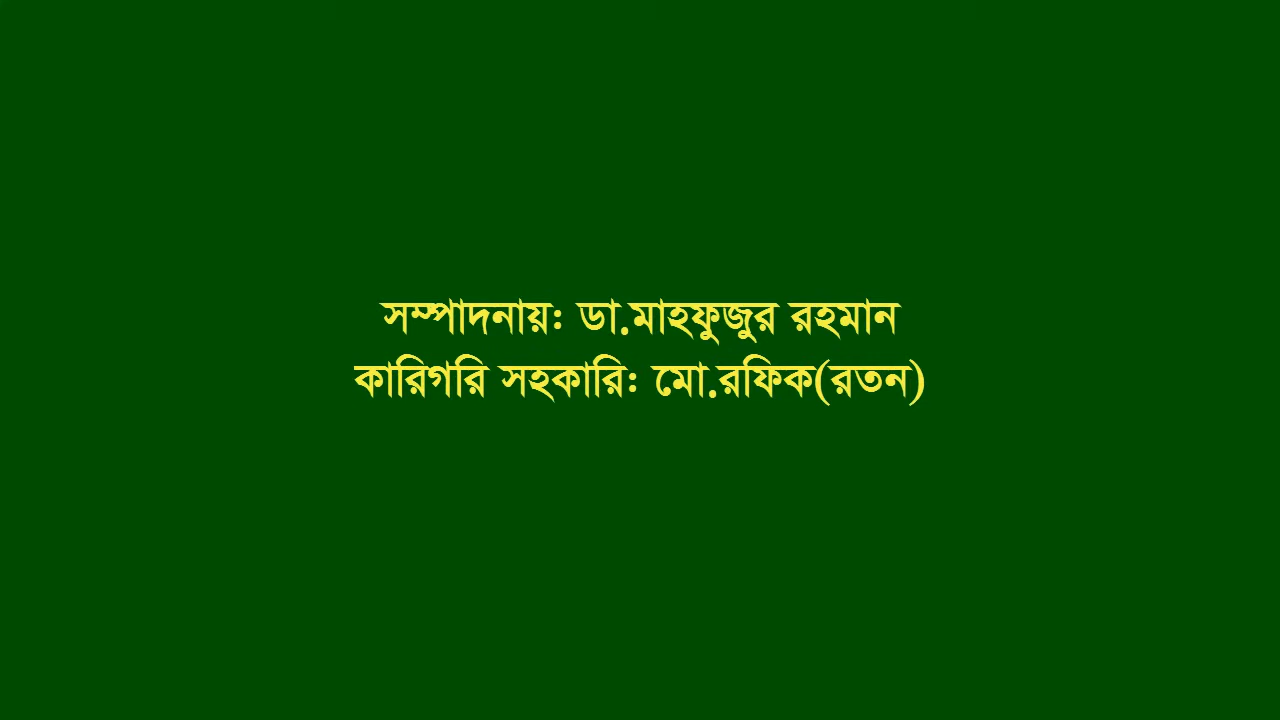 সম্পাদনায়: ডা.মাহফুজুর রহমান
কারিগরি সহকারি: মো.রফিক(রতন)